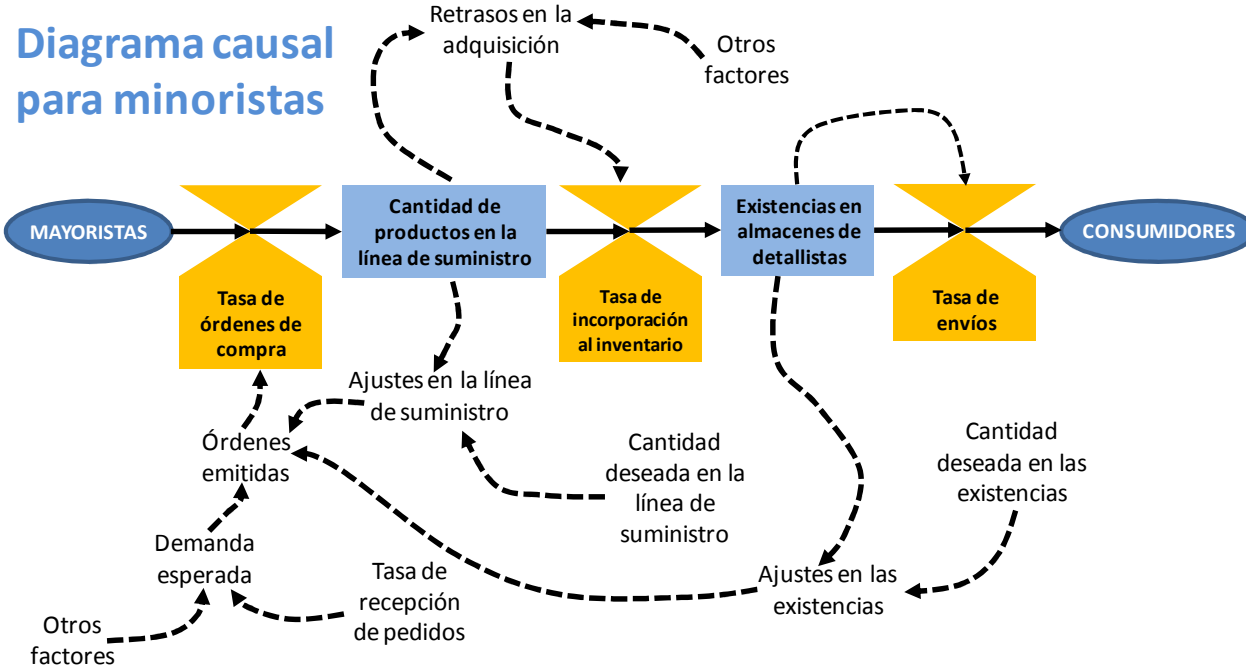 Diagrama causal
para minoristas
Retrasos en la
adquisición
Otros
factores
MAYORISTAS
Cantidad de
productos en la
línea de suministro
Existencias en
almacenes de
detallistas
CONSUMIDORES
Tasa de
órdenes de
compra
Tasa de
incorporación
al inventario
Tasa de
envíos
Ajustes en la línea
de suministro
Órdenes
emitidas
Cantidad
deseada en la
línea de
suministro
Cantidad
deseada en las
existencias
Demanda
esperada
Tasa de
recepción
de pedidos
Ajustes en las
existencias
Otros
factores